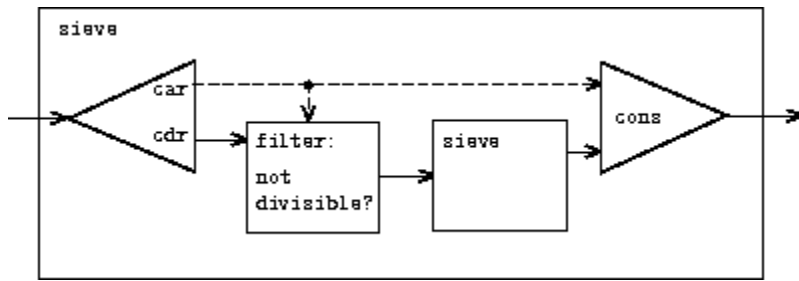 sieve
car
cdr
filter:
not
divisible?
sieve
cons